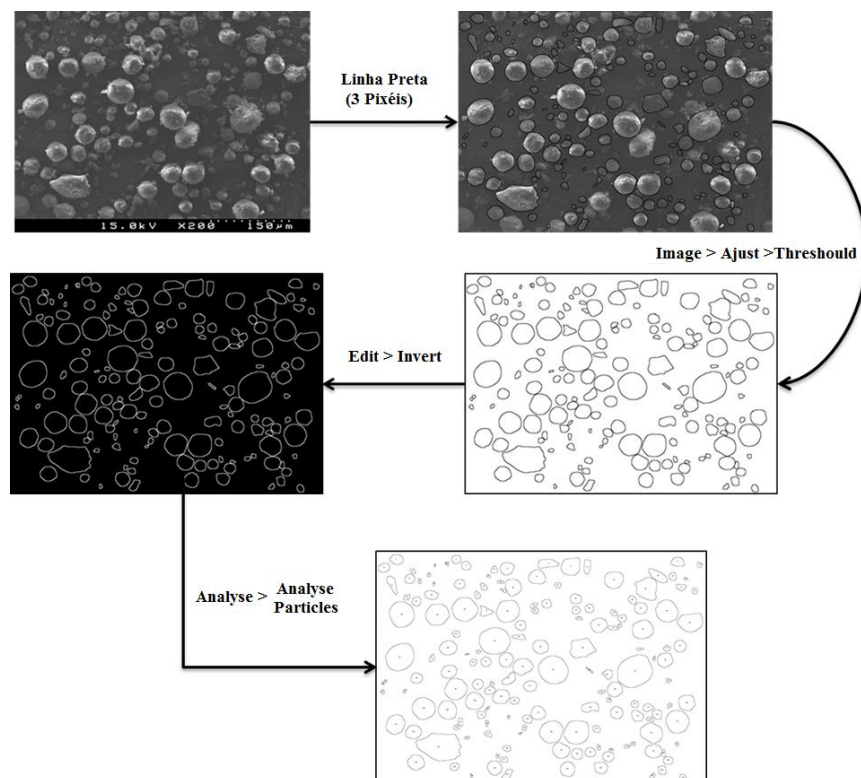 Linha Preta
(3 Pixéis)
15.0kV X200 150µm
Image > Ajust >Threshould
Edit > Invert
Analyse > Analyse
Particles